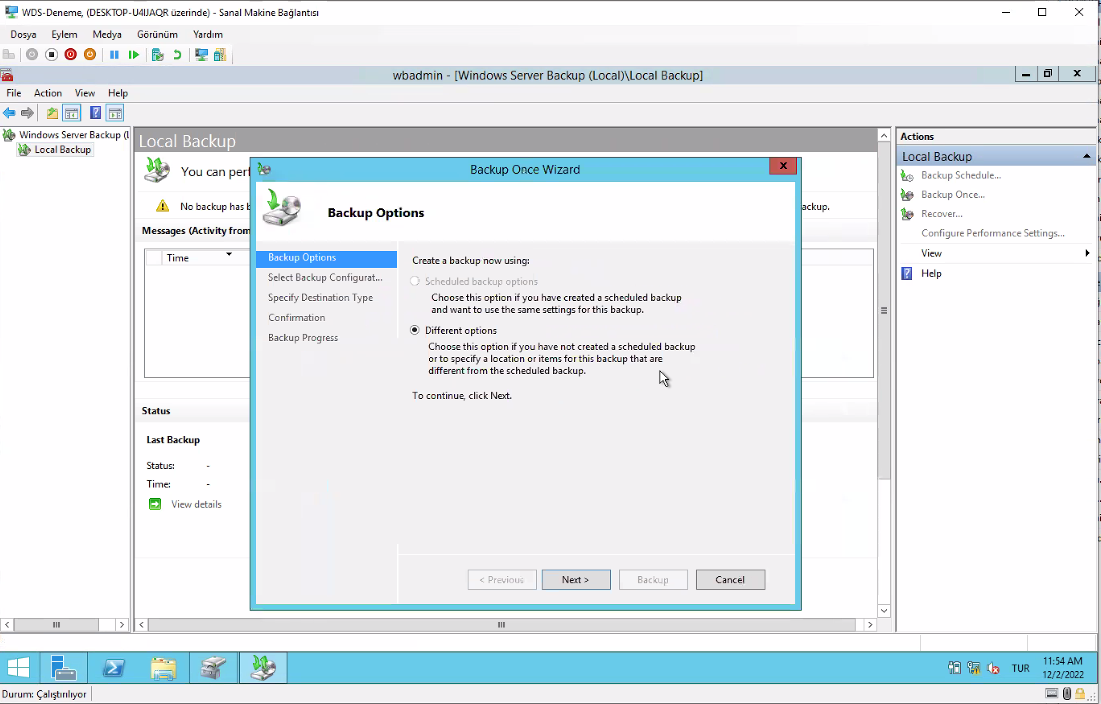 WDS-Deneme, (DESKTOP-U4IJAQR üzerinde) - Sanal Makine Bağlantısı
Dosya Eylem Medya Görünüm Yardım
wbadmin - [Windows Server Backup (Local)\Local Backup]
File Action View Help
Windows Server Backup (L
Local Backup
Local Backup
You can perf
No backup has b
ackup.
Messages (Activity from
Time
Status
Last Backup
Status: -
Time: -
View details
Backup Once Wizard
Backup Options
Backup Options
Select Backup Configurat...
Specify Destination Type
Confirmation
Backup Progress
Create a backup now using:
Scheduled backup options
Choose this option if you have created a scheduled backup
and want to use the same settings for this backup.
Different options
Choose this option if you have not created a scheduled backup
or to specify a location or items for this backup that are
different from the scheduled backup.
To continue, click Next.
< Previous Next > Backup Cancel
Actions
Local Backup
Backup Schedule...
Backup Once...
Recover...
Configure Performance Settings...
View
Help
TUR
11:54 AM
12/2/2022
Durum: Çalıştırılıyor